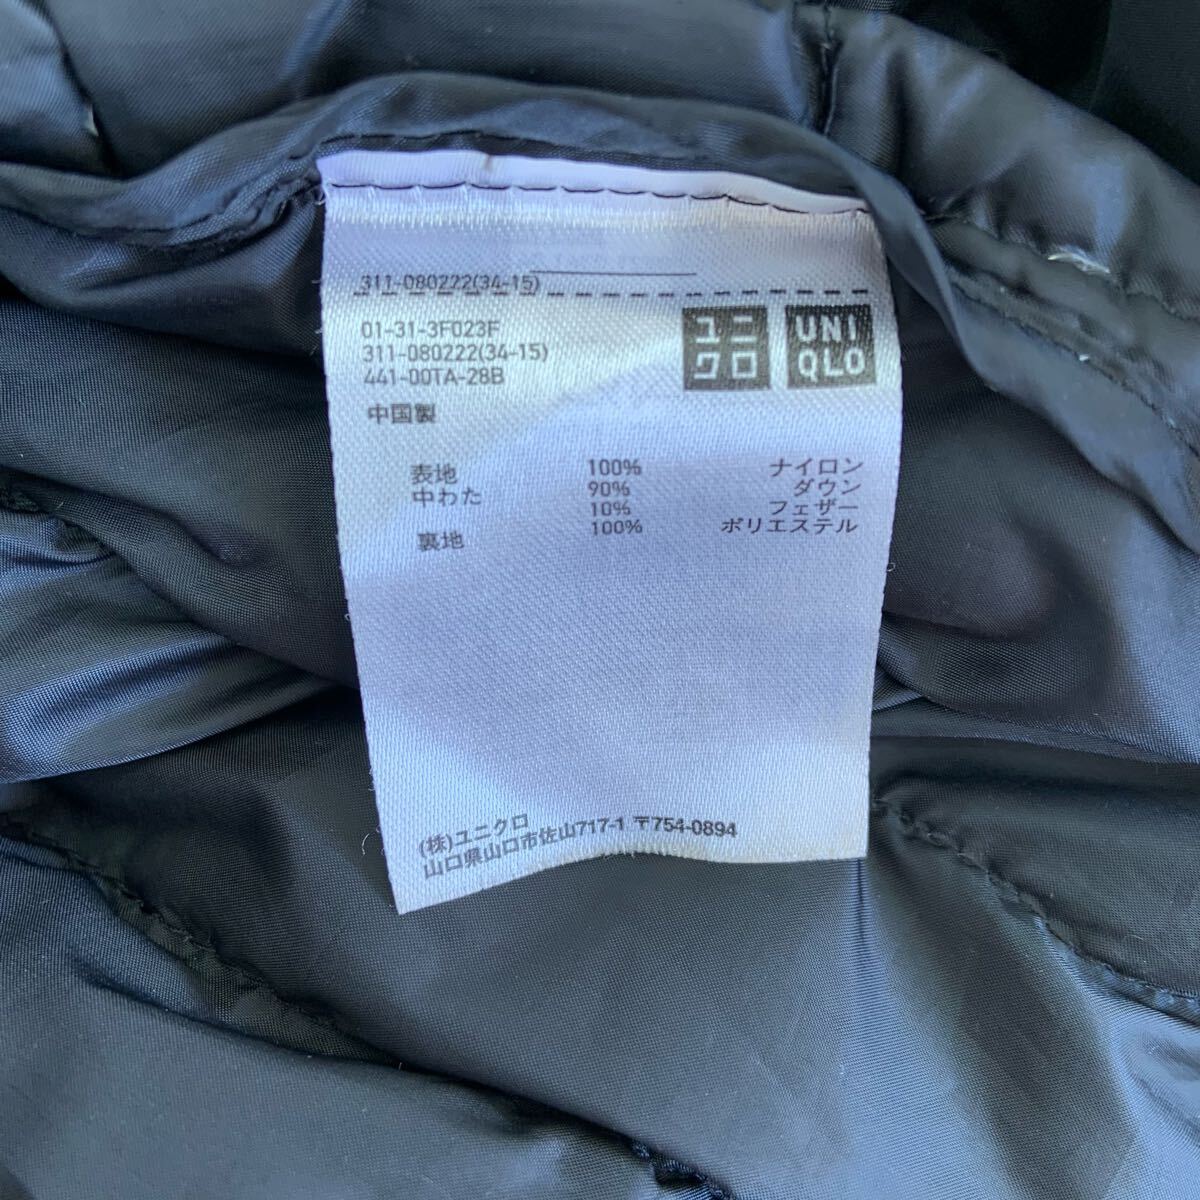 311-080222(34-15)
01-31-3F023F
311-080222(34-15)
441-00TA-28B
中国製
ユニ
クロ
UNI
QLO
表地 100% ナイロン
中わた 90% ダウン
10% フェザー
裏地 100% ポリエステル
(株)ユニクロ
山口県山口市佐山717-1 〒754-0894